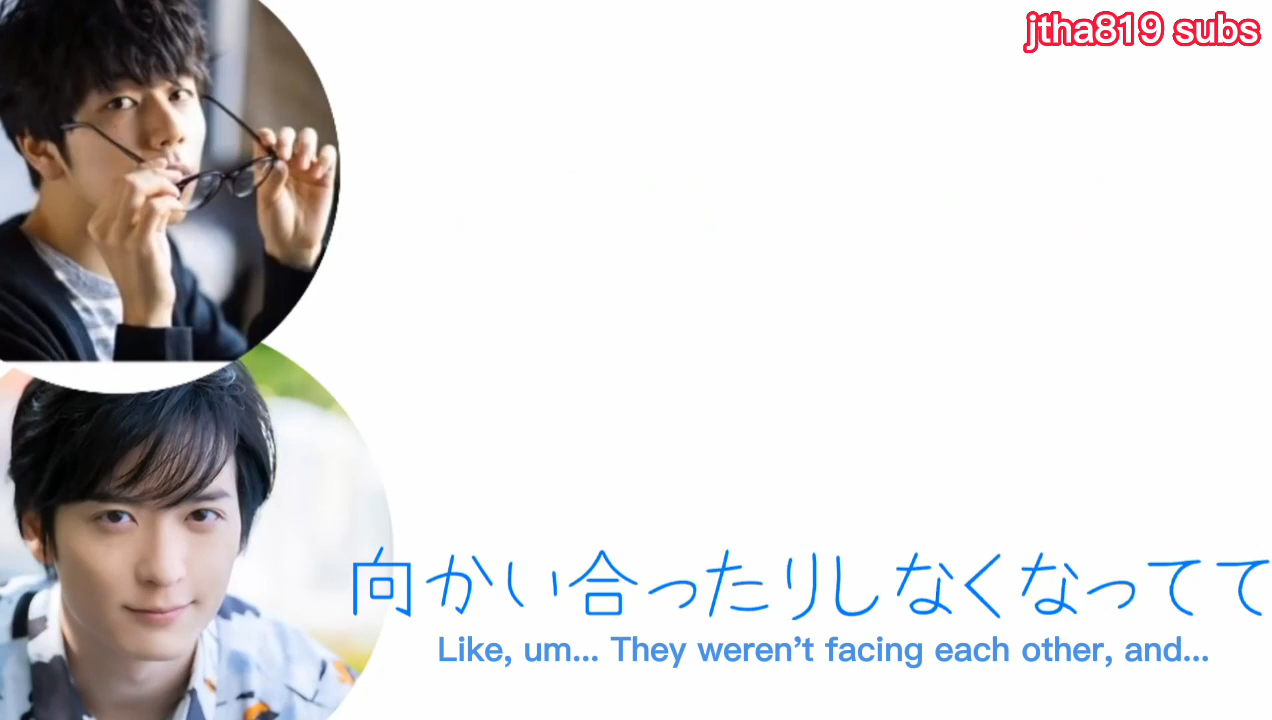 jtha819 subs
向かい合ったりしなくなってて
Like, um... They weren't facing each other, and...